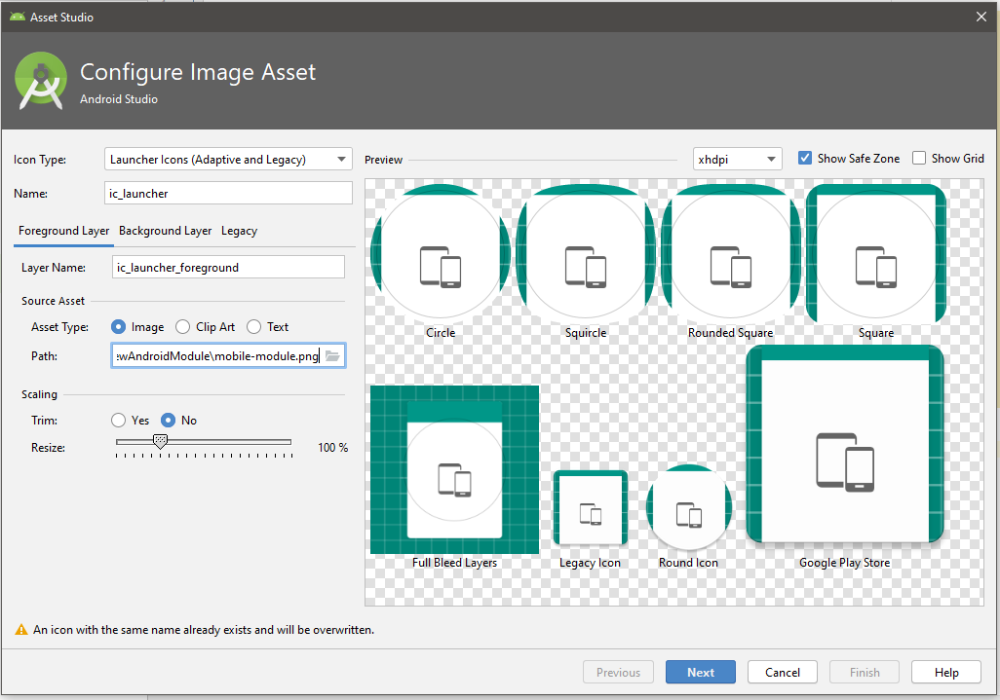 Asset Studio
Configure Image Asset
Android Studio
Icon Type: Launcher Icons (Adaptive and Legacy)
Name: ic_launcher
Foreground Layer Background Layer Legacy
Layer Name: ic_launcher_foreground
Source Asset
Asset Type: Image Clip Art Text
Path: :wAndroidModule\mobile-module.png
Scaling
Trim: Yes No
Resize: 100 %
Preview xhdpi Show Safe Zone Show Grid
Circle Squircle Rounded Square Square
Full Bleed Layers Legacy Icon Round Icon Google Play Store
An icon with the same name already exists and will be overwritten.
Previous Next Cancel Finish Help